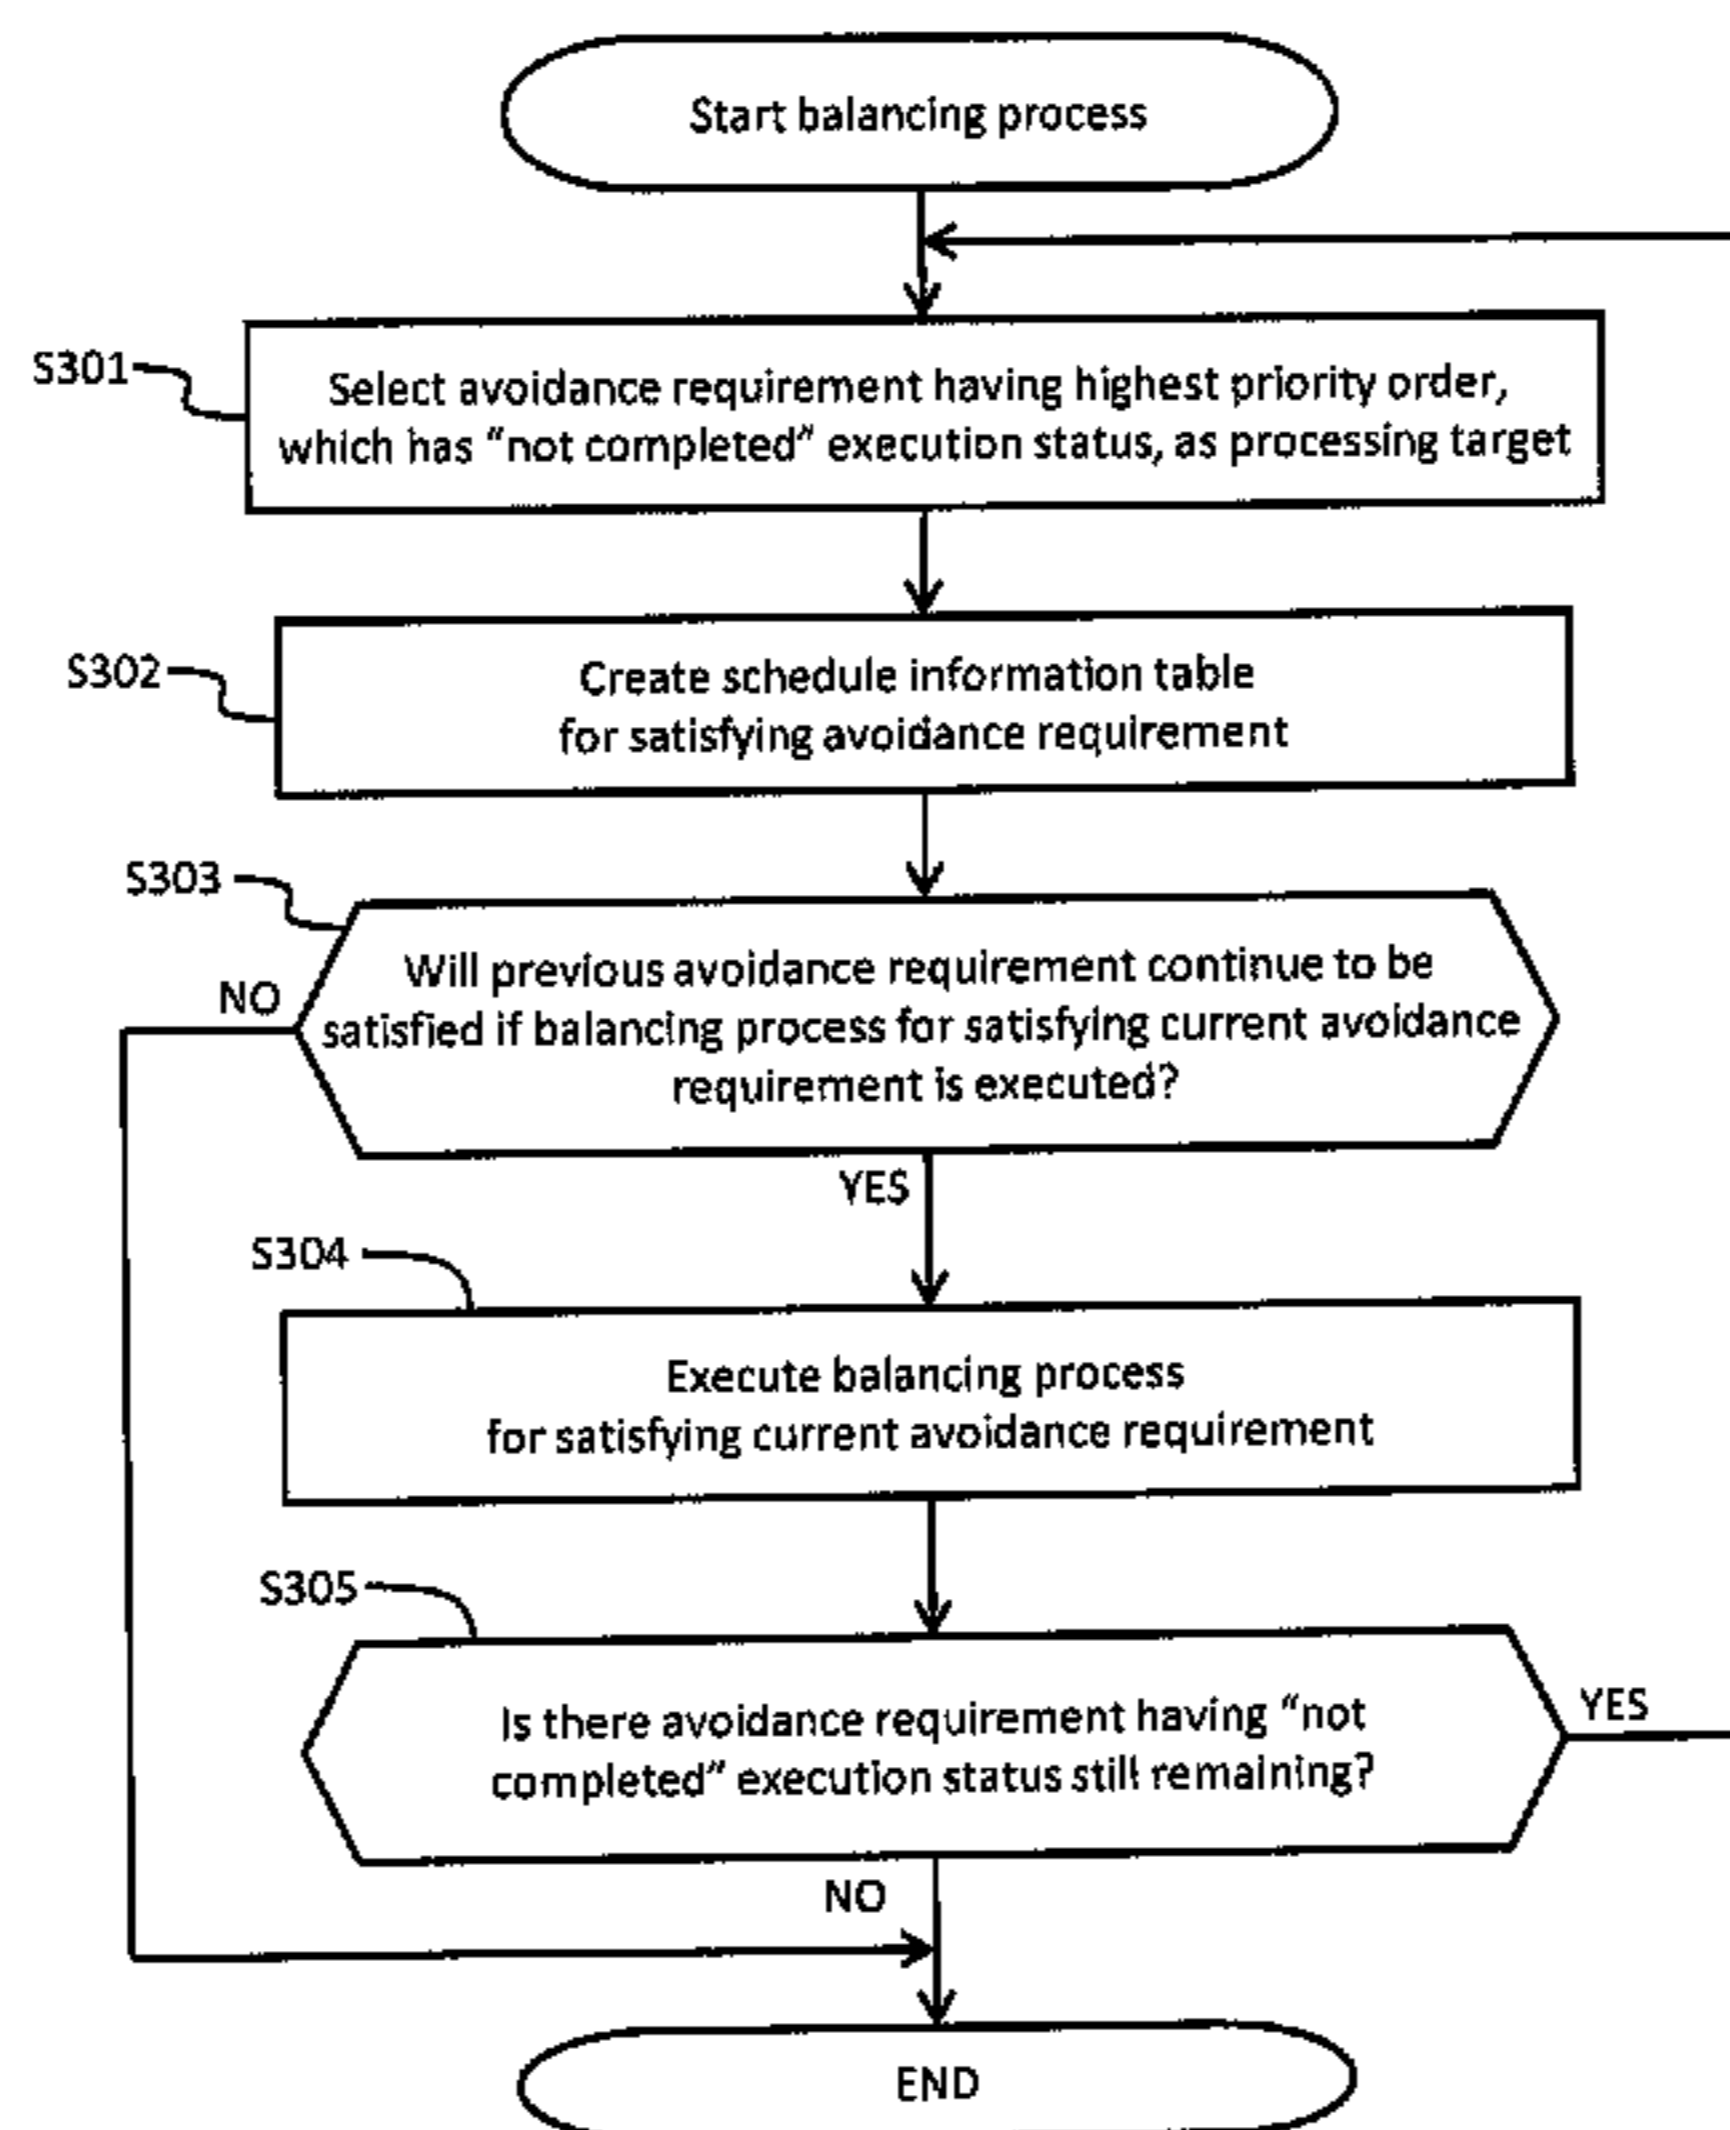 Start balancing process
S301
Select avoidance requirement having highest priority order,
which has “not completed” execution status, as processing target
S302
Create schedule information table
for satisfying avoidance requirement
S303
NO
Will previous avoidance requirement continue to be
satisfied if balancing process for satisfying current avoidance
requirement is executed?
YES
S304
Execute balancing process
for satisfying current avoidance requirement
S305
Is there avoidance requirement having “not
completed” execution status still remaining?
YES
NO
END